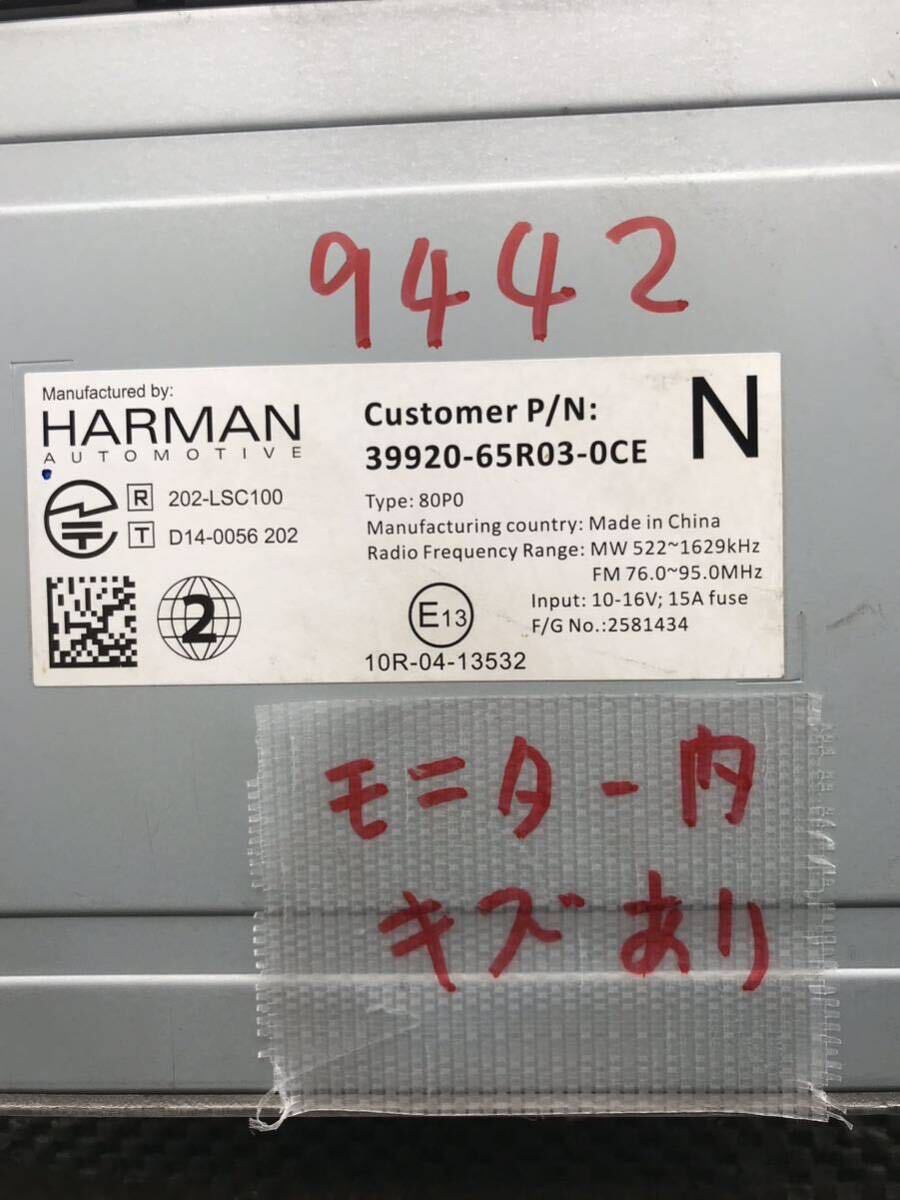 9442
Manufactured by:
HARMAN
AUTOMOTIVE
R 202-LSC100
T D14-0056 202
2
Customer P/N:
39920-65R03-0CE
N
Type: 80P0
Manufacturing country: Made in China
Radio Frequency Range: MW 522~1629kHz
FM 76.0~95.0MHz
Input: 10-16V; 15A fuse
F/G No.:2581434
E13
10R-04-13532
モニター内
キズあり